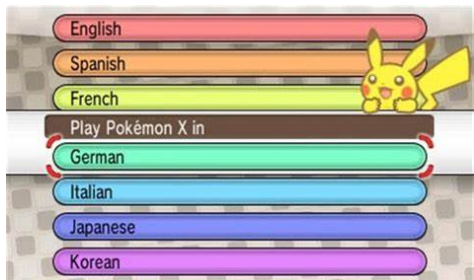 English
Spanish
French
Play Pokémon X in
German
Italian
Japanese
Korean